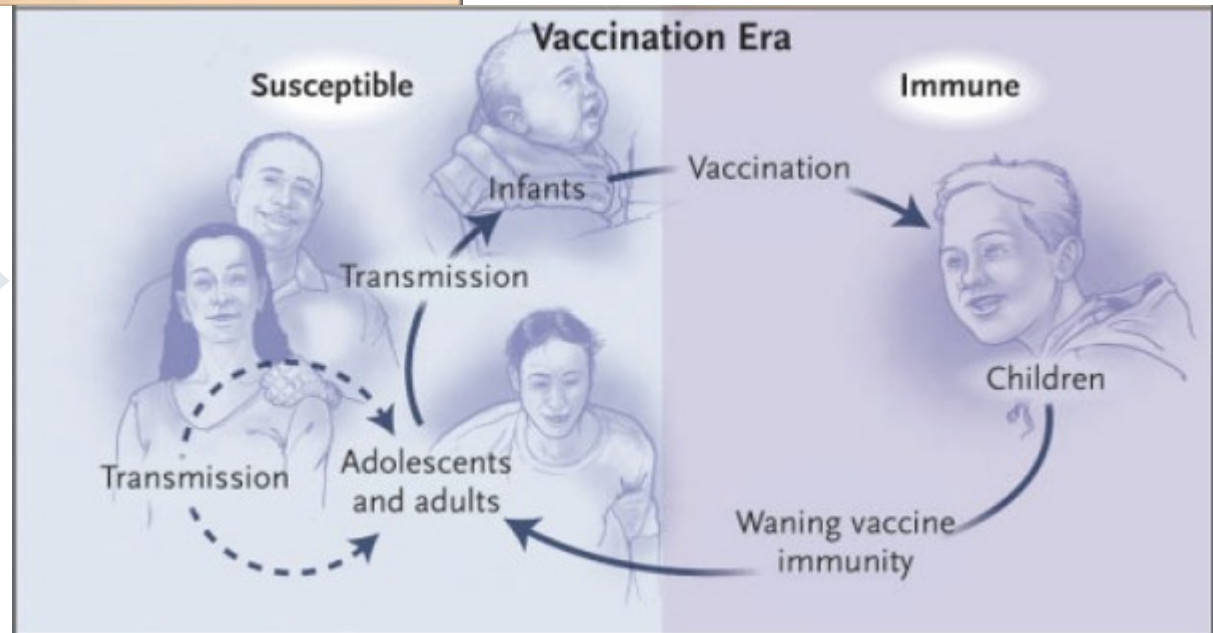 Vaccination Era
Susceptible
Immune
Infants
Vaccination
Transmission
Children
Transmission
Adolescents
and adults
Waning vaccine
immunity